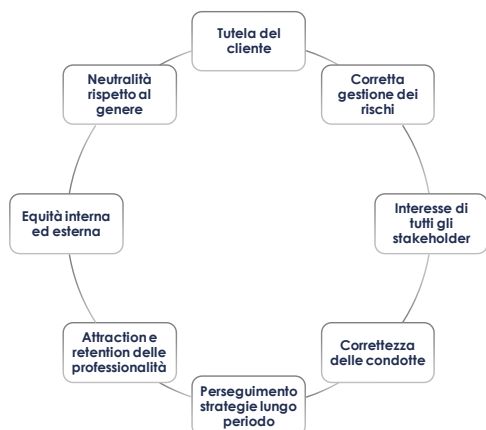 Tutela del
cliente
Corretta
gestione dei
rischi
Interesse di
tutti gli
stakeholder
Correttezza
delle condotte
Perseguimento
strategie lungo
periodo
Attraction e
retention delle
professionalità
Equità interna
ed esterna
Neutralità
rispetto al
genere